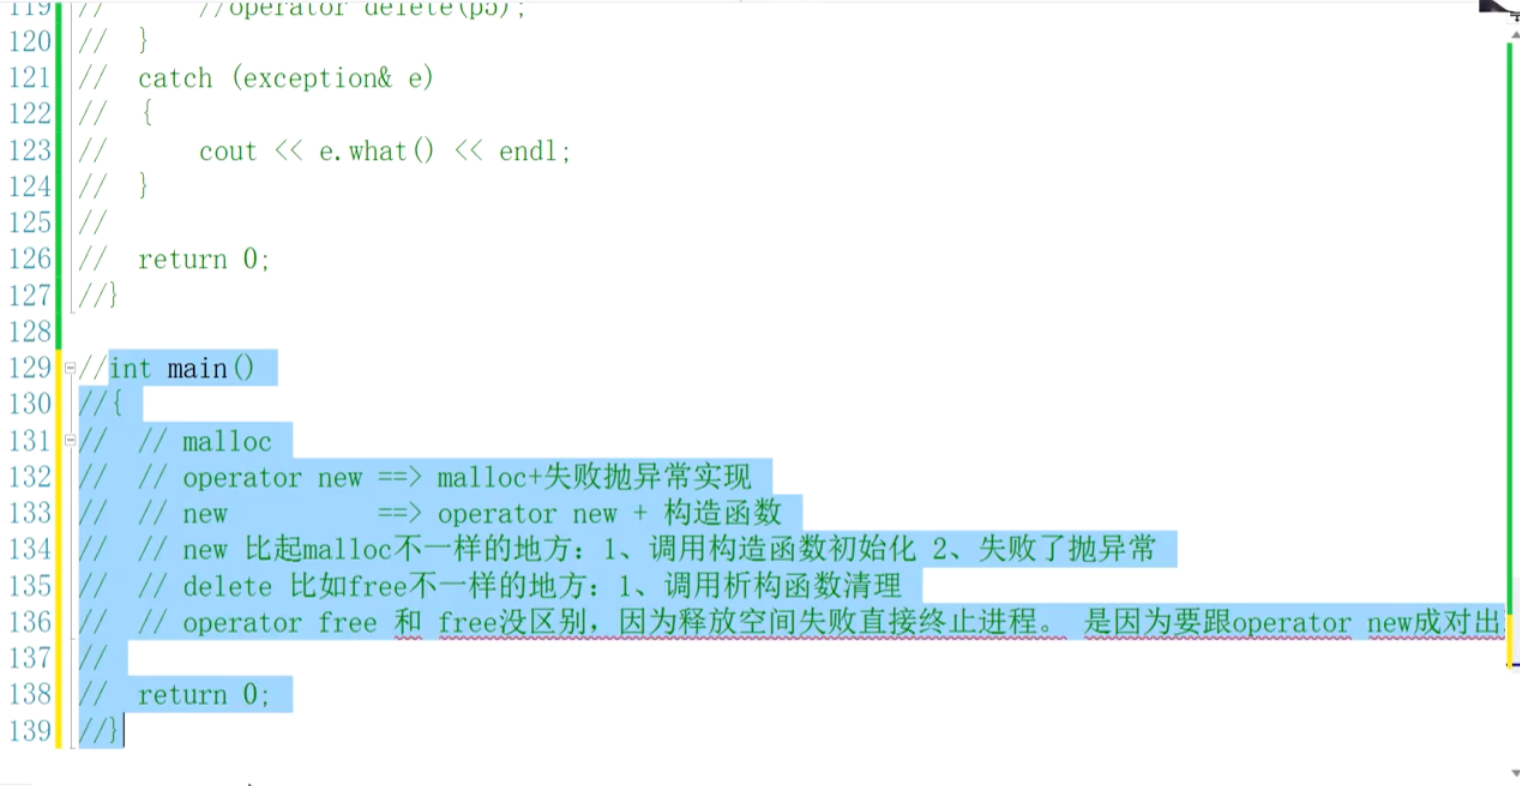 119 // //operator delete(p5);
120 // }
121 // catch (exception& e)
122 // {
123 // cout << e.what() << endl;
124 // }
125 //
126 // return 0;
127 //}
128
129 //int main()
130 //{
131 // // malloc
132 // // operator new ==> malloc+失败抛异常实现
133 // // new ==> operator new + 构造函数
134 // // new 比起malloc不一样的地方：1、调用构造函数初始化 2、失败了抛异常
135 // // delete 比如free不一样的地方：1、调用析构函数清理
136 // // operator free 和 free没区别，因为释放空间失败直接终止进程。 是因为要跟operator new成对出
137 //
138 // return 0;
139 //}